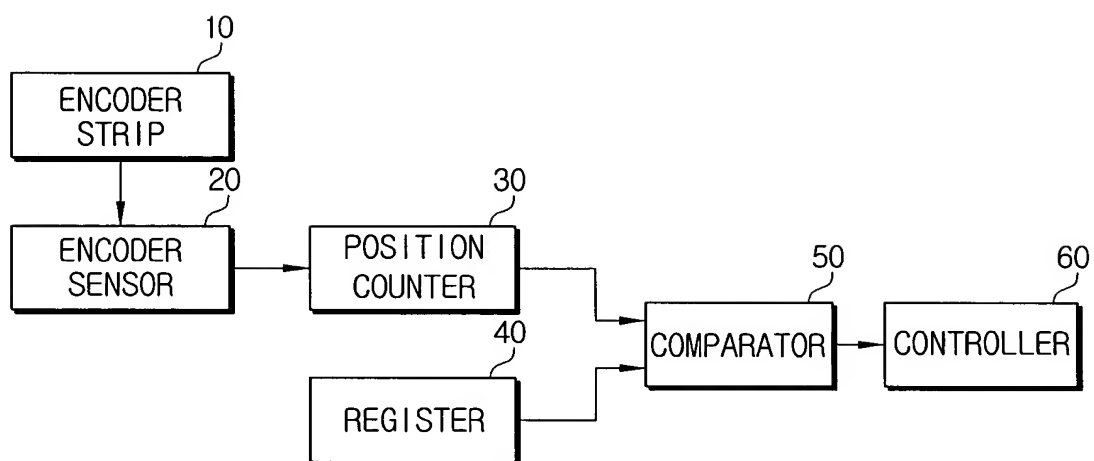 10
ENCODER
STRIP
20
ENCODER
SENSOR
30
POSITION
COUNTER
40
REGISTER
50
COMPARATOR
60
CONTROLLER